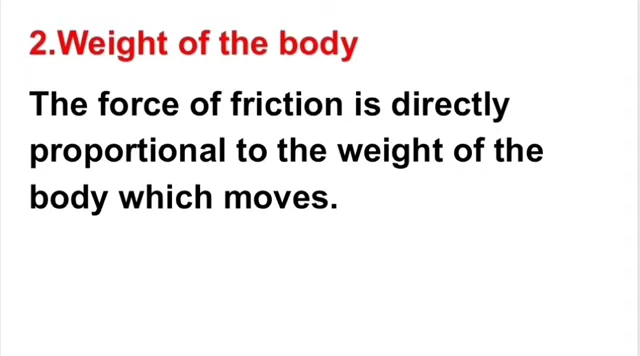 2.Weight of the body
The force of friction is directly
proportional to the weight of the
body which moves.